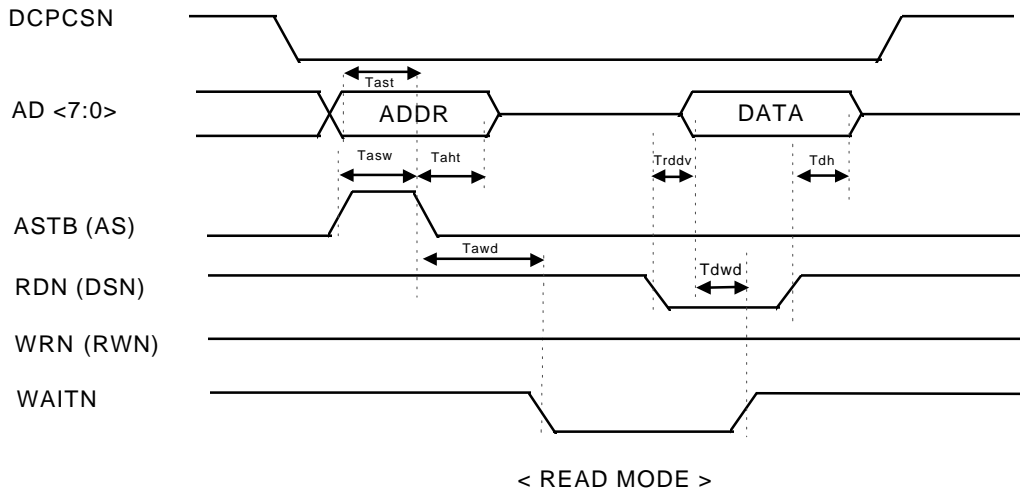 DCPCSN
Tast
AD <7:0>
ADDR
DATA
Tasw
Taht
Trddv
Tdh
ASTB (AS)
Tawd
Tdwd
RDN (DSN)
WRN (RWN)
WAITN
< READ MODE >